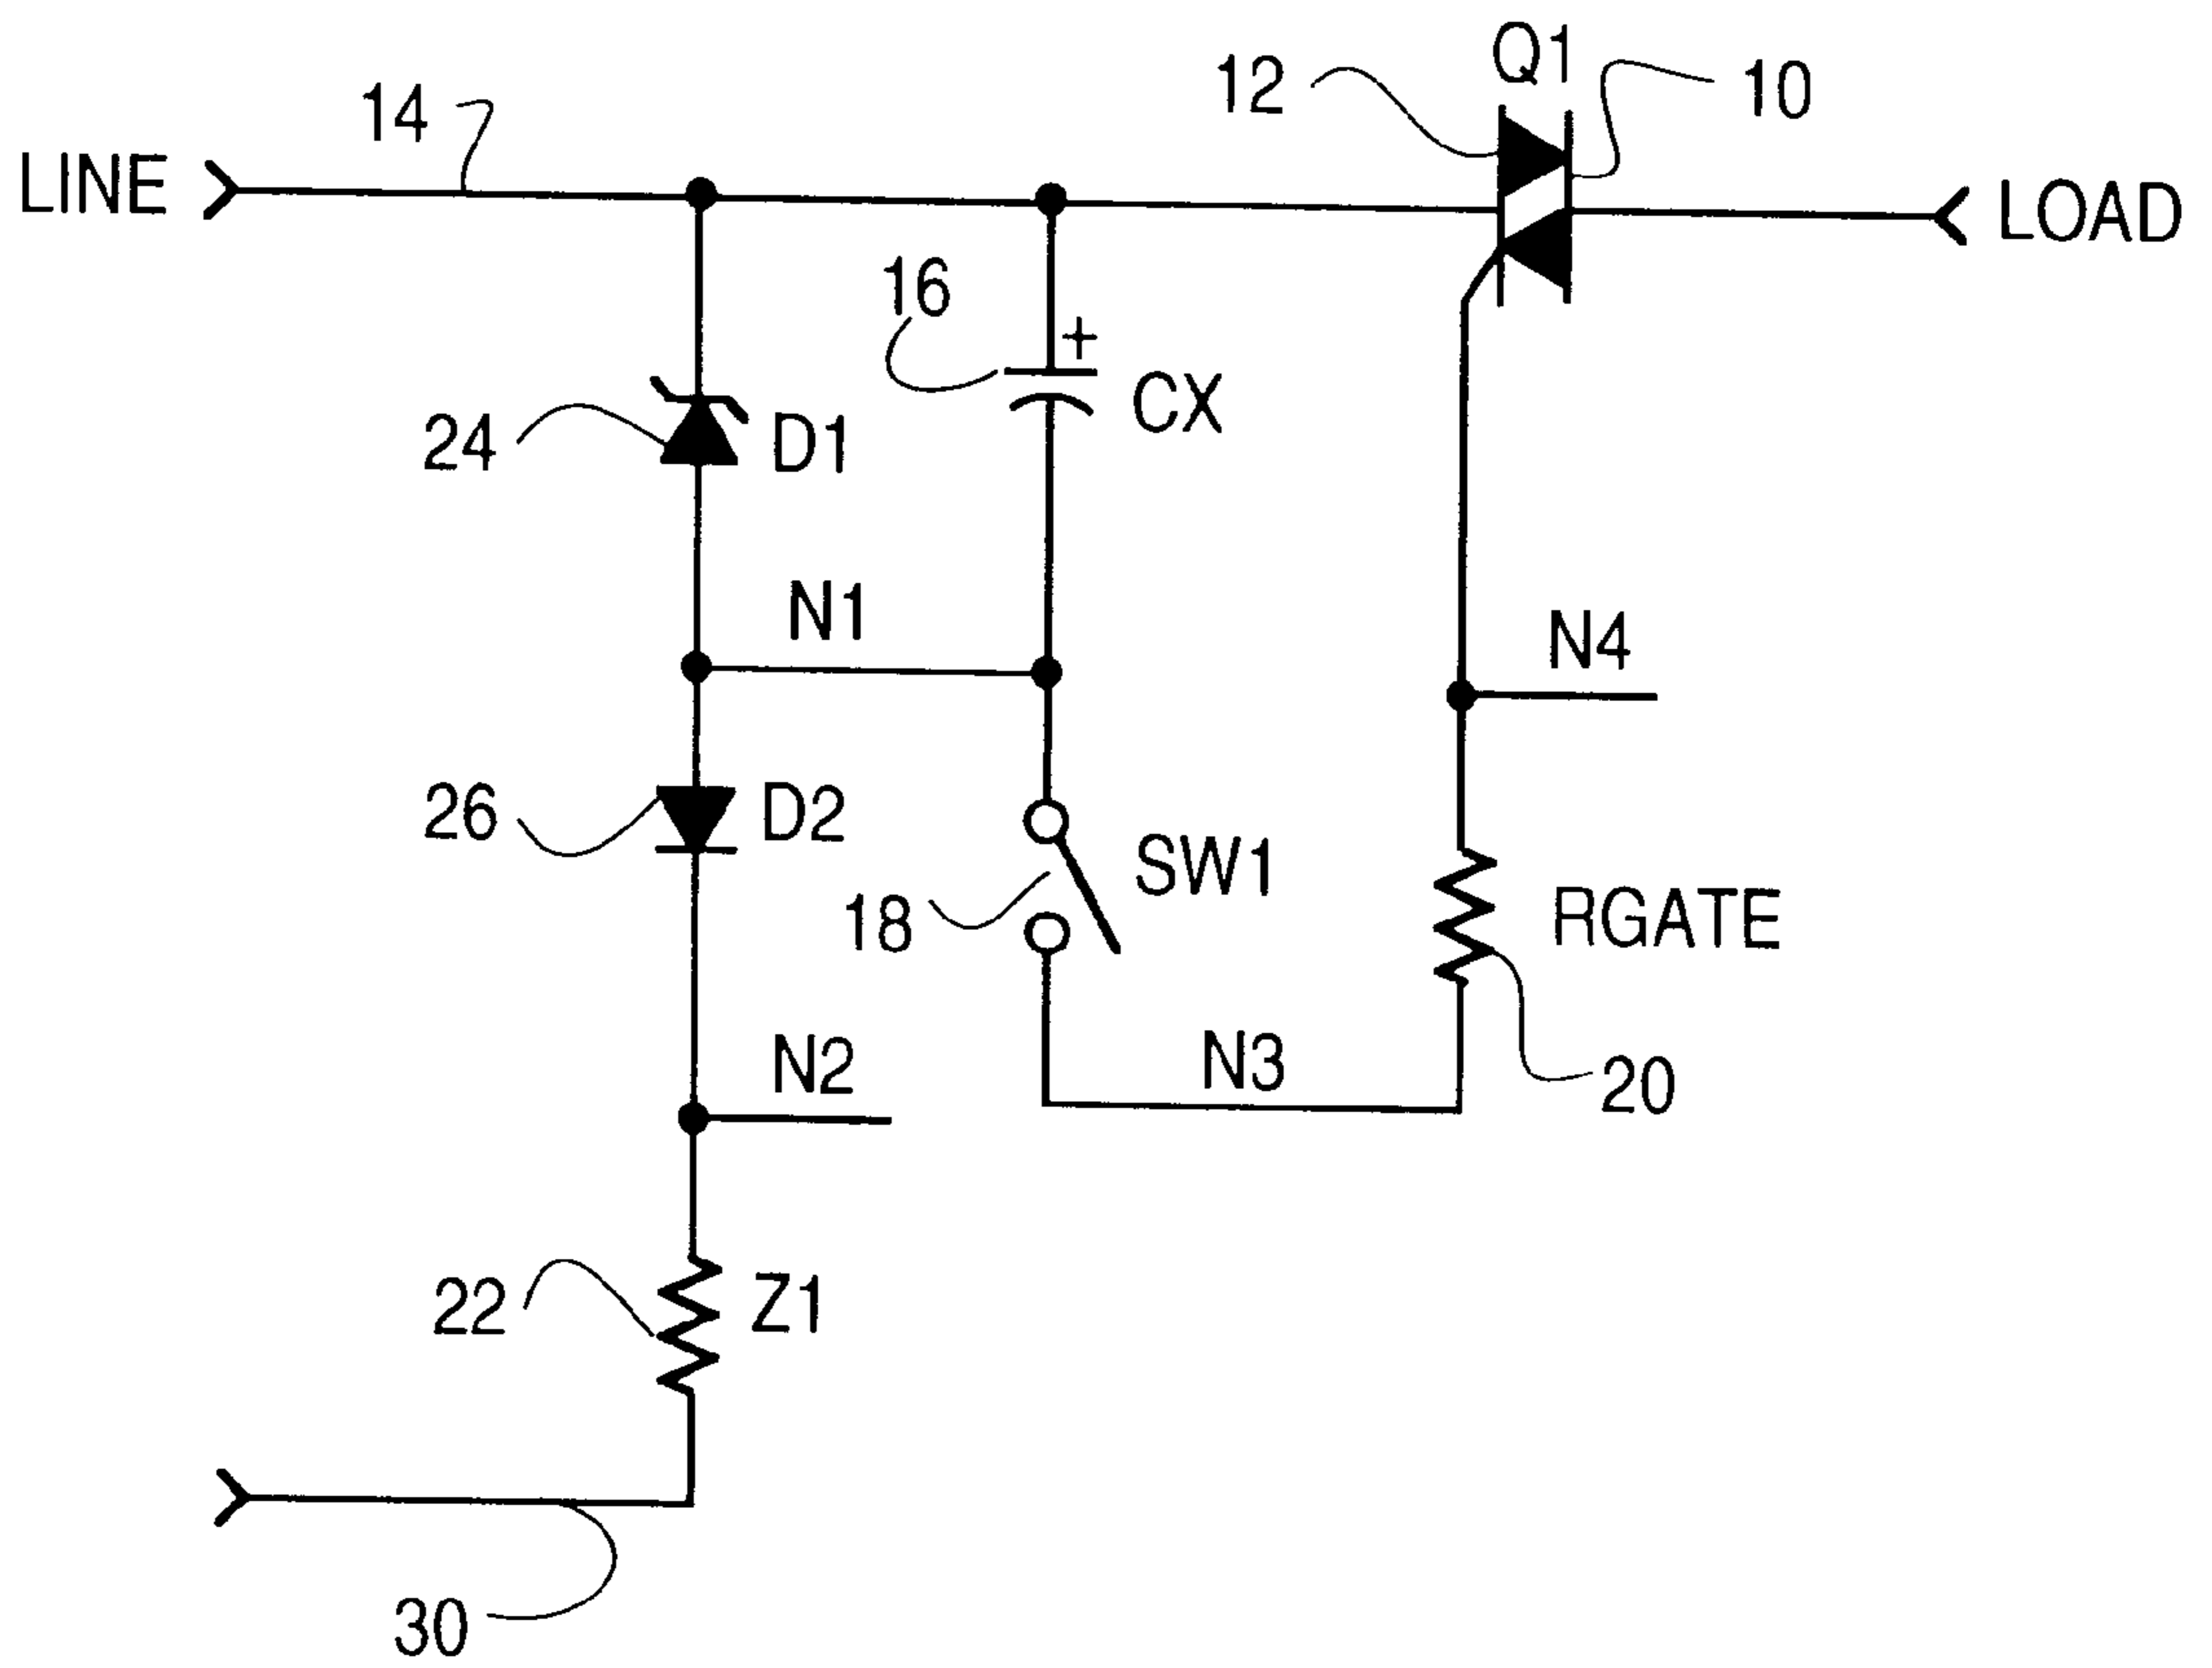 Q1
12
10
14
LINE
LOAD
16
+
CX
24
D1
N1
N4
26
D2
SW1
18
RGATE
N2
N3
20
22
Z1
30